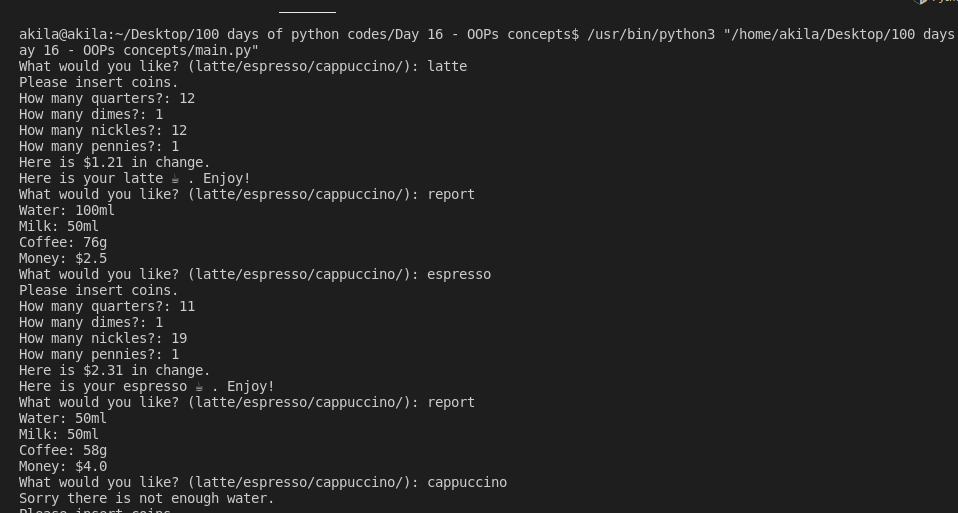 akila@akila:~/Desktop/100 days of python codes/Day 16 - OOPs concepts$ /usr/bin/python3 "/home/akila/Desktop/100 days
ay 16 - OOPs concepts/main.py"
What would you like? (latte/espresso/cappuccino/): latte
Please insert coins.
How many quarters?: 12
How many dimes?: 1
How many nickles?: 12
How many pennies?: 1
Here is $1.21 in change.
Here is your latte ☕ . Enjoy!
What would you like? (latte/espresso/cappuccino/): report
Water: 100ml
Milk: 50ml
Coffee: 76g
Money: $2.5
What would you like? (latte/espresso/cappuccino/): espresso
Please insert coins.
How many quarters?: 11
How many dimes?: 1
How many nickles?: 19
How many pennies?: 1
Here is $2.31 in change.
Here is your espresso ☕ . Enjoy!
What would you like? (latte/espresso/cappuccino/): report
Water: 50ml
Milk: 50ml
Coffee: 58g
Money: $4.0
What would you like? (latte/espresso/cappuccino/): cappuccino
Sorry there is not enough water.
Please insert coins.